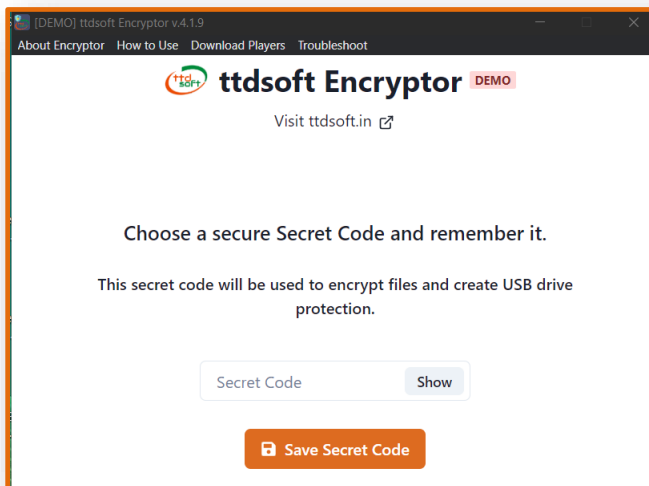 [DEMO] ttdsoft Encryptor v.4.1.9
About Encryptor How to Use Download Players Troubleshoot
ttd soft
ttdsoft Encryptor DEMO
Visit ttdsoft.in
Choose a secure Secret Code and remember it.
This secret code will be used to encrypt files and create USB drive
protection.
Secret Code Show
Save Secret Code